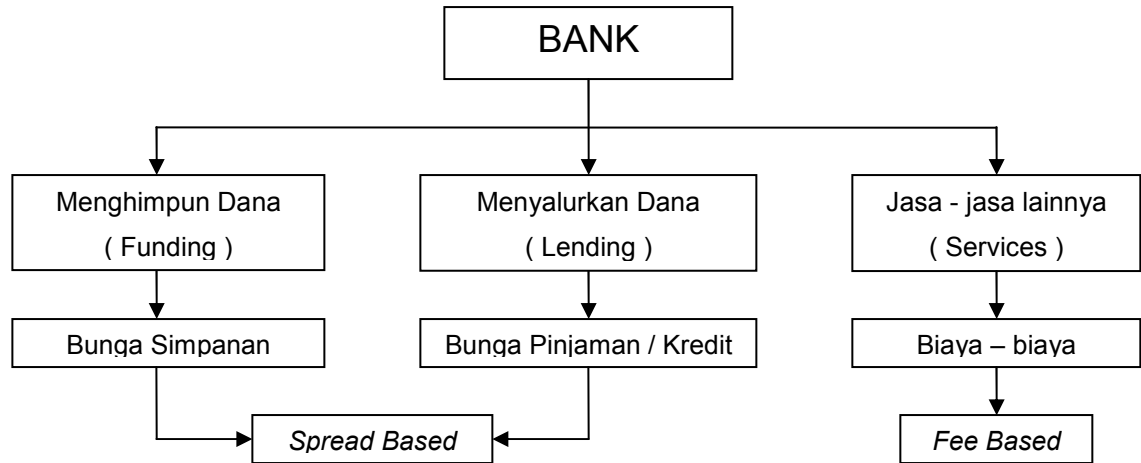 BANK
Menghimpun Dana
( Funding )
Menyalurkan Dana
( Lending )
Jasa - jasa lainnya
( Services )
Bunga Simpanan
Bunga Pinjaman / Kredit
Biaya – biaya
Spread Based
Fee Based